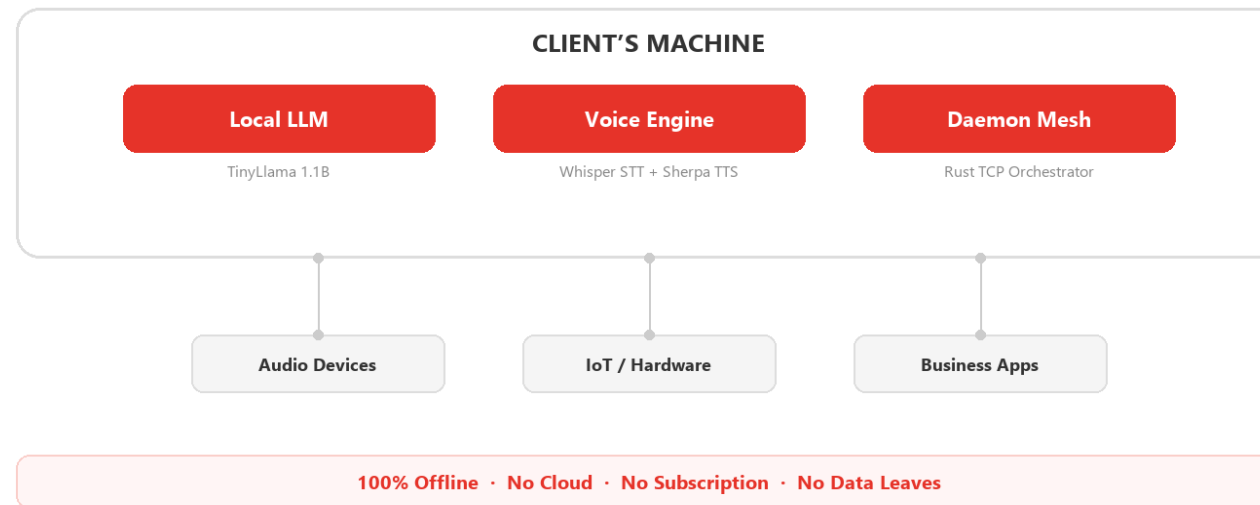 CLIENT’S MACHINE
Local LLM
Voice Engine
Daemon Mesh
TinyLlama 1.1B
Whisper STT + Sherpa TTS
Rust TCP Orchestrator
Audio Devices
IoT / Hardware
Business Apps
100% Offline · No Cloud · No Subscription · No Data Leaves